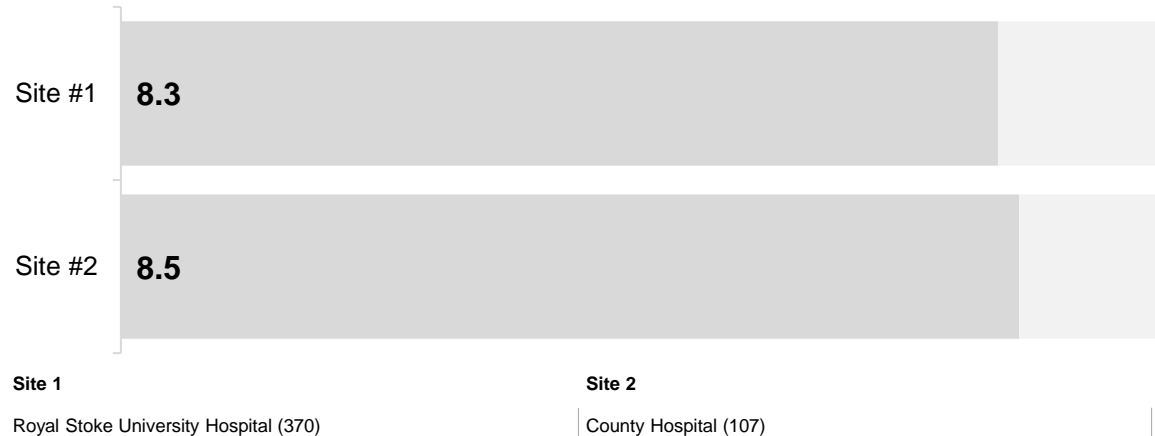 Site #1 8.3
Site #2 8.5
Site 1 Site 2
Royal Stoke University Hospital (370) County Hospital (107)